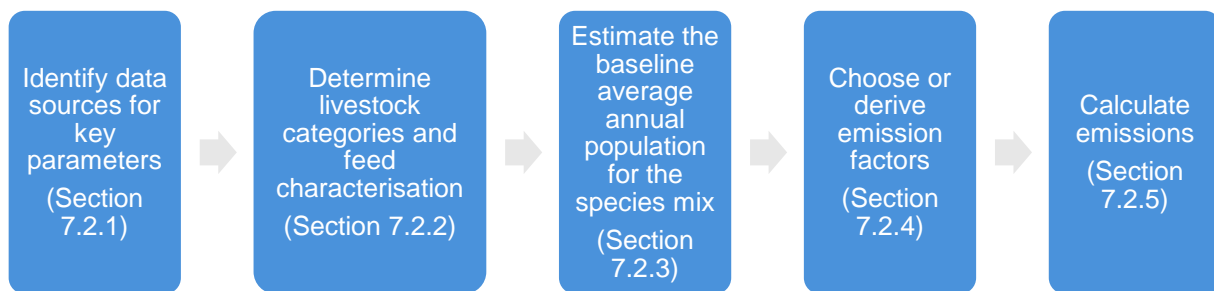 Identify data
sources for
key
parameters
(Section
7.2.1)
Determine
livestock
categories and
feed
characterisation
(Section 7.2.2)
Estimate the
baseline
average
annual
population
for the
species mix
(Section
7.2.3)
Choose or
derive
emission
factors
(Section
7.2.4)
Calculate
emissions
(Section
7.2.5)